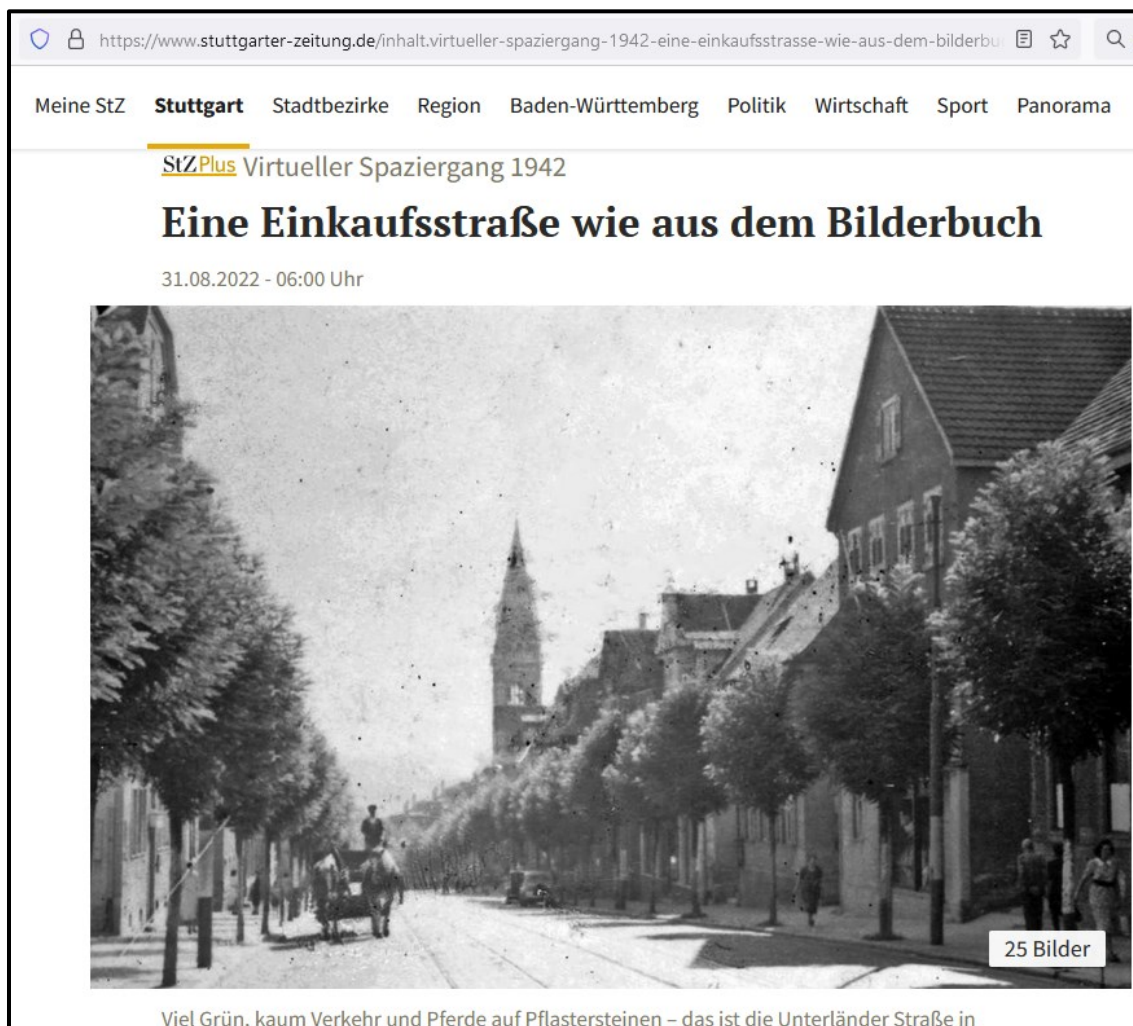 https://www.stuttgarter-zeitung.de/inhalt.virtueller-spaziergang-1942-eine-einkaufsstrasse-wie-aus-dem-bilderbu
Meine StZ Stuttgart Stadtbezirke Region Baden-Württemberg Politik Wirtschaft Sport Panorama
StZPlus Virtueller Spaziergang 1942
Eine Einkaufsstraße wie aus dem Bilderbuch
31.08.2022 - 06:00 Uhr
25 Bilder
Viel Grün, kaum Verkehr und Pferde auf Pflastersteinen – das ist die Unterländer Straße in